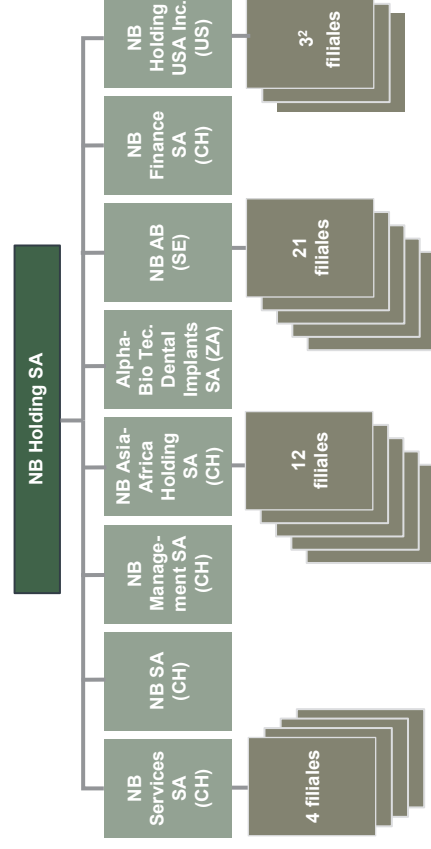 NB Holding SA
NB
Services
SA
(CH)
NB SA
(CH)
NB
Manage-
ment SA
(CH)
NB Asia-
Africa
Holding
SA
(CH)
Alpha-
Bio Tec.
Dental
Implants
SA (ZA)
NB AB
(SE)
NB
Finance
SA
(CH)
NB
Holding
USA Inc.
(US)
4 filiales
12
filiales
21
filiales
3²
filiales